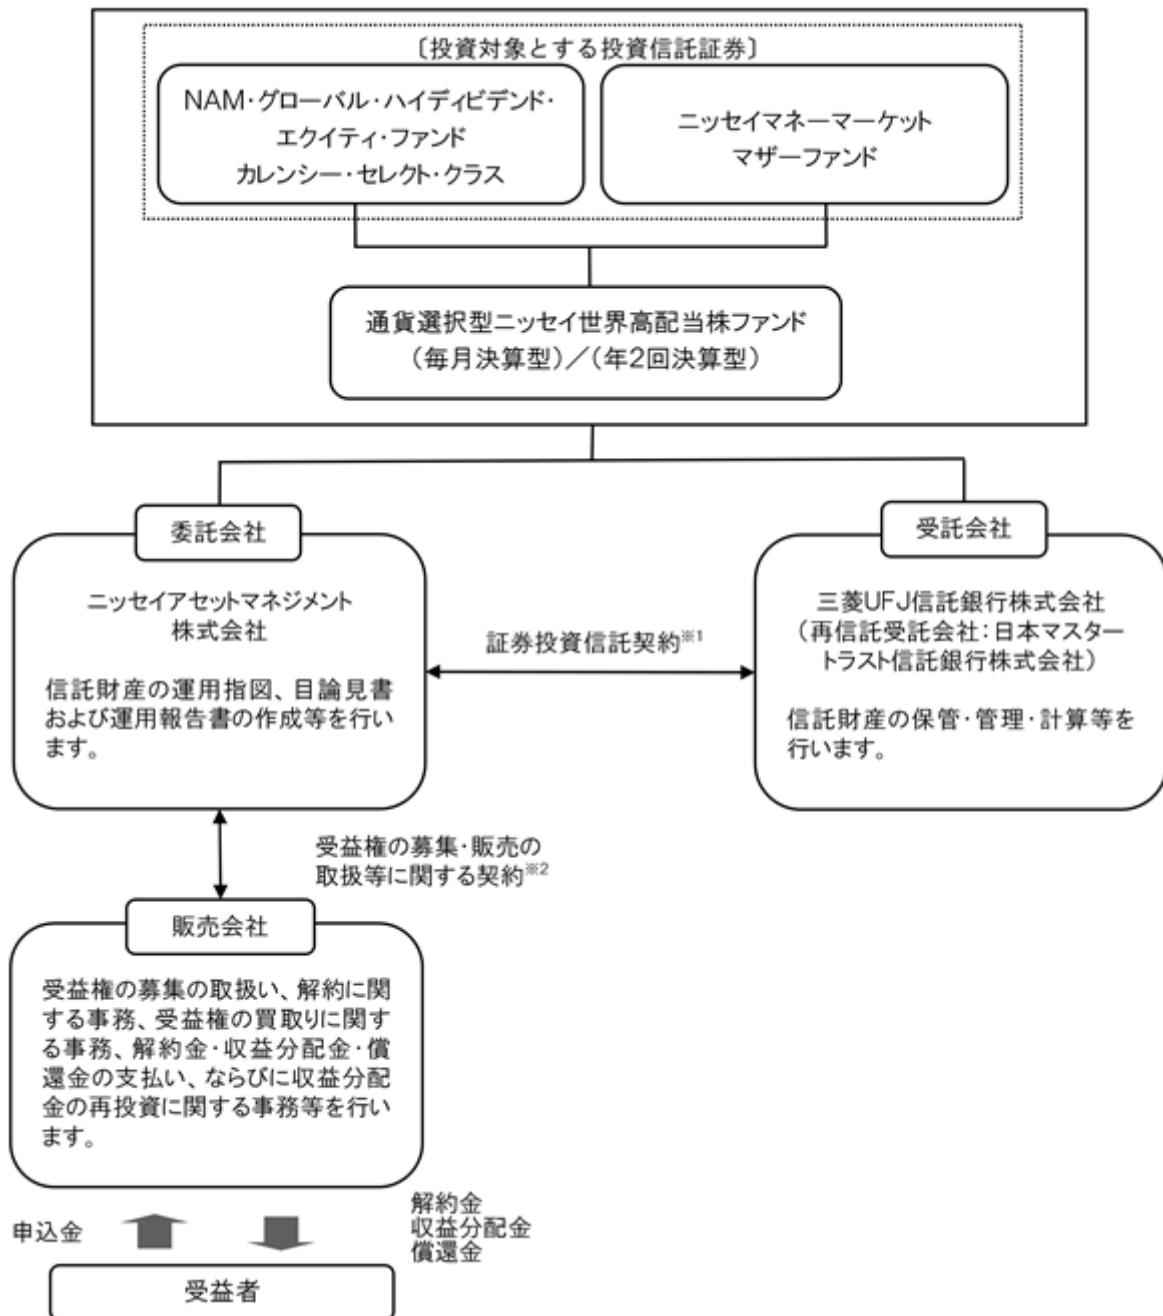 〔投資対象とする投資信託証券〕
NAM・グローバル・ハイディビデンド・
エクイティ・ファンド
カレンシー・セレクト・クラス
ニッセイマネーマーケット
マザーファンド
通貨選択型ニッセイ世界高配当株ファンド
（毎月決算型）／（年2回決算型）
委託会社
ニッセイアセットマネジメント
株式会社
信託財産の運用指図、目論見書
および運用報告書の作成等を行い
ます。
証券投資信託契約※1
受託会社
三菱UFJ信託銀行株式会社
（再信託受託会社：日本マスター
トラスト信託銀行株式会社）
信託財産の保管・管理・計算等を
行います。
受益権の募集・販売の
取扱等に関する契約※2
販売会社
受益権の募集の取扱い、解約に関
する事務、受益権の買取りに関す
る事務、解約金・収益分配金・償
還金の支払い、ならびに収益分配
金の再投資に関する事務等を行い
ます。
申込金
解約金
収益分配金
償還金
受益者